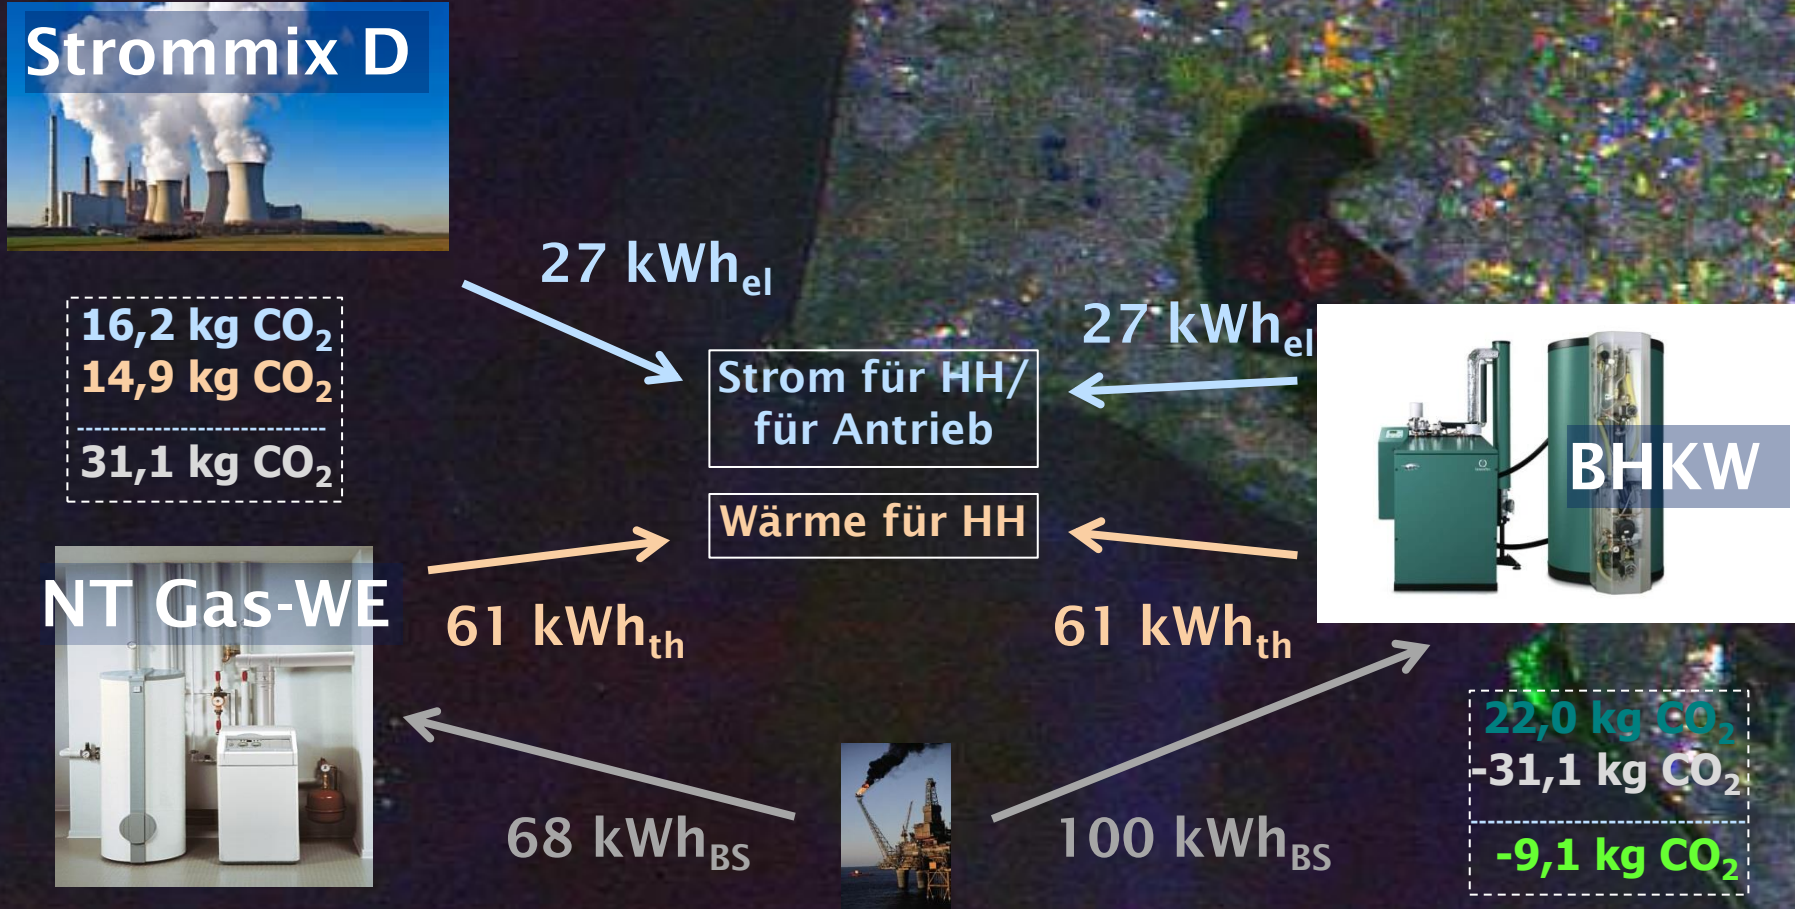 Strommix D
27 kWhel
27 kWhel
16,2 kg CO2
14,9 kg CO2
31,1 kg CO2
Strom für HH/
für Antrieb
BHKW
Wärme für HH
NT Gas-WE
61 kWhth
61 kWhth
22,0 kg CO2
-31,1 kg CO2
-9,1 kg CO2
68 kWhBS
100 kWhBS